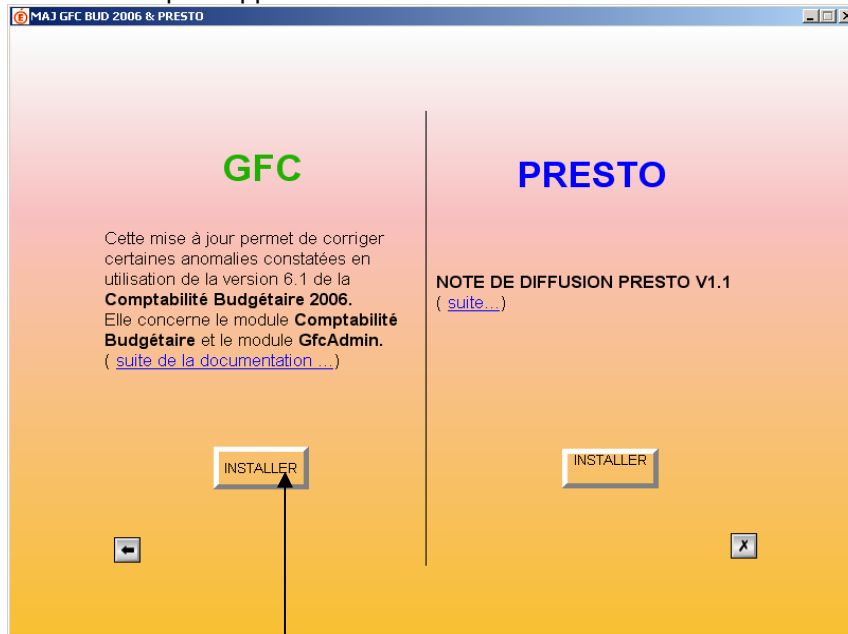 MAJ GFC BUD 2006 & PRESTO
GFC
Cette mise à jour permet de corriger
certaines anomalies constatées en
utilisation de la version 6.1 de la
Comptabilité Budgétaire 2006.
Elle concerne le module Comptabilité
Budgétaire et le module GfcAdmin.
( suite de la documentation ...)
INSTALLER
PRESTO
NOTE DE DIFFUSION PRESTO V1.1
( suite...)
INSTALLER